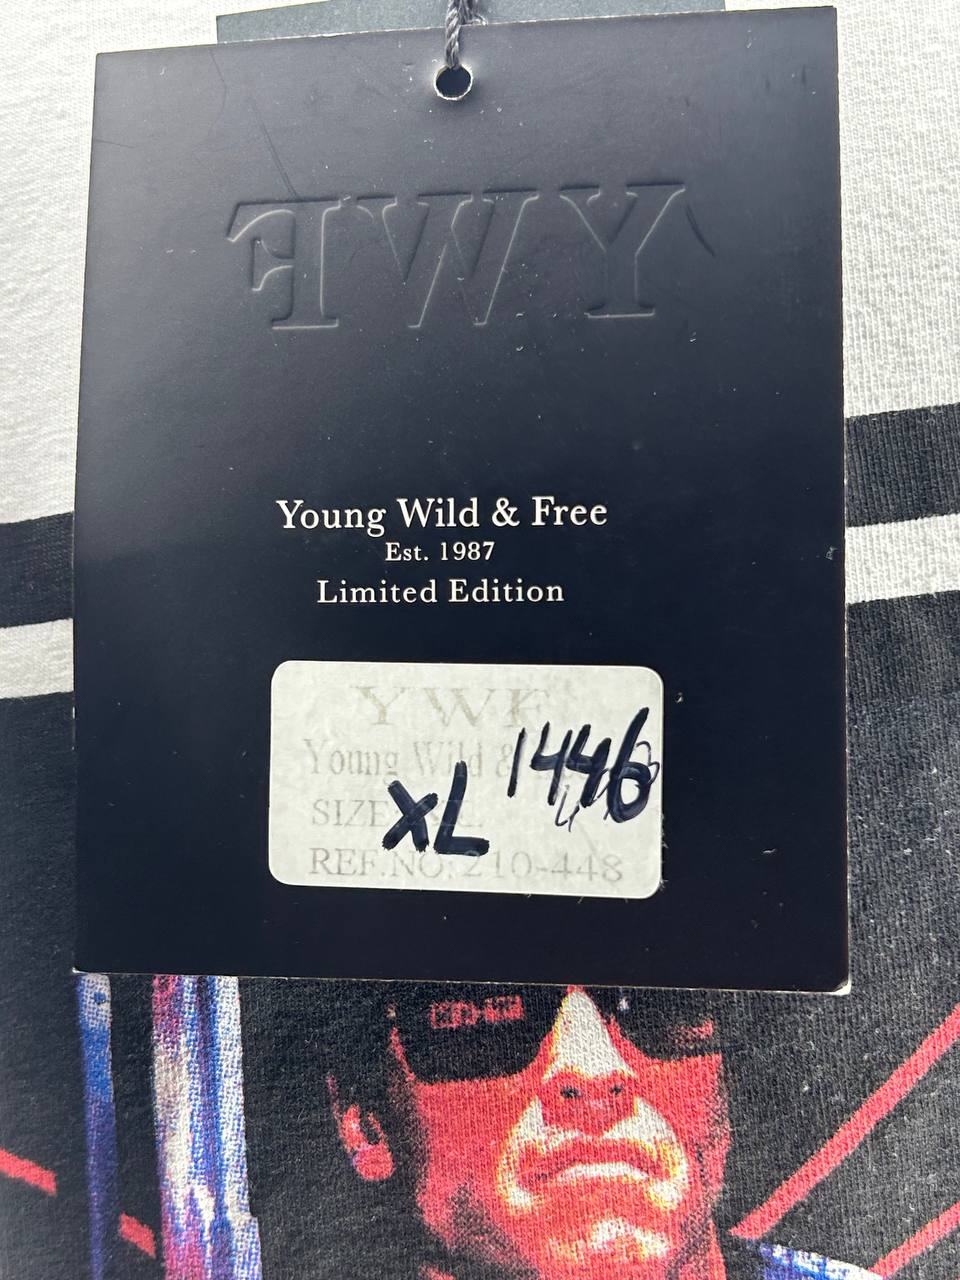 YWF
Young Wild & Free
Est. 1987
Limited Edition
YWF
Young Wild &
1446
SIZE
XL
REF.NO: 210-448